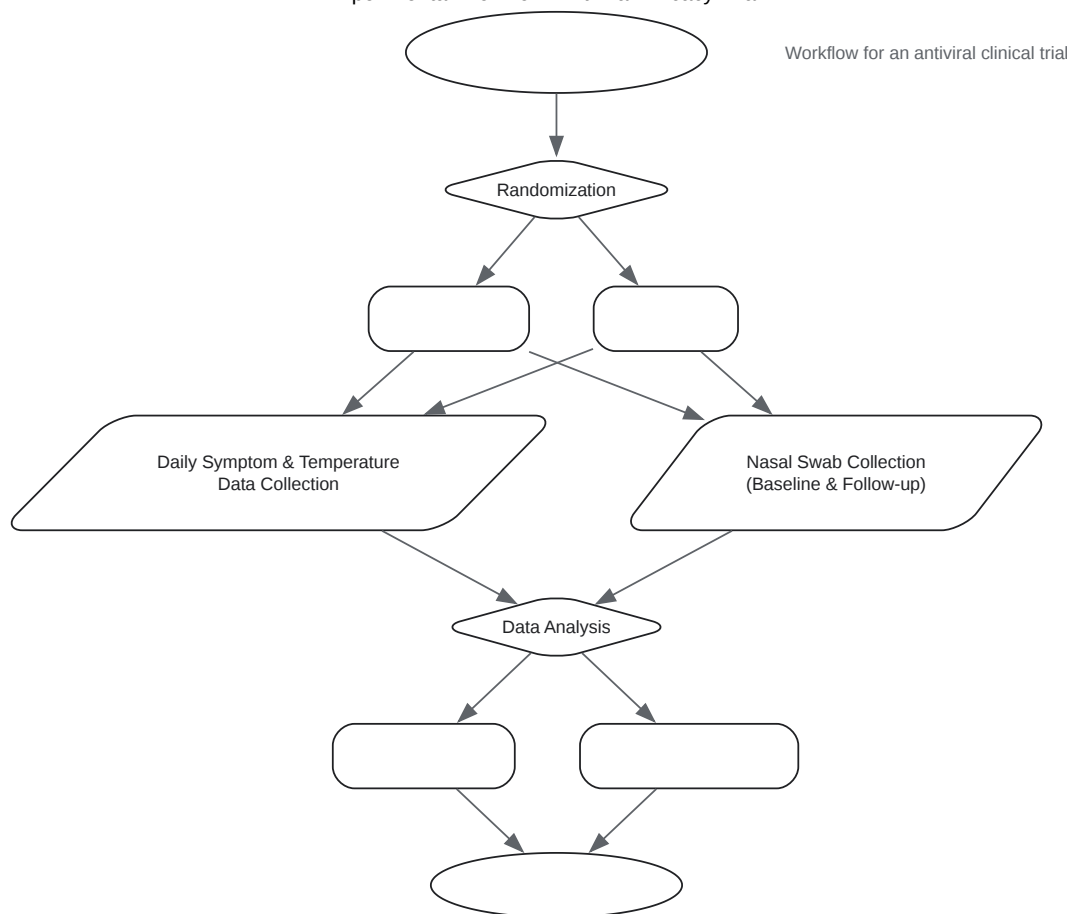 Workflow for an antiviral clinical trial
Randomization
Daily Symptom & Temperature
Data Collection
Nasal Swab Collection
(Baseline & Follow-up)
Data Analysis